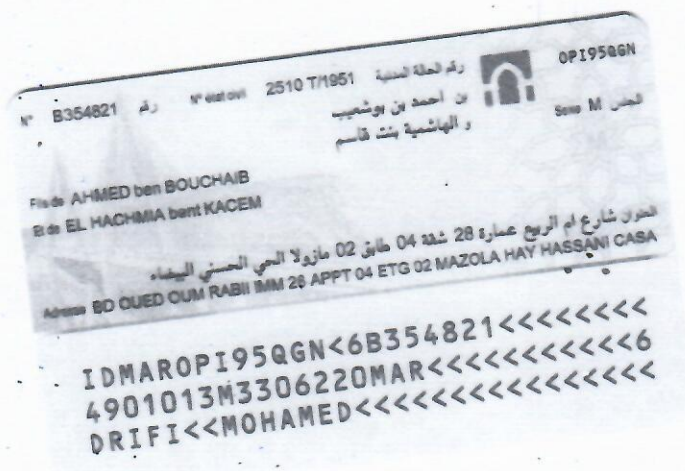 OPI95QGN
N° B354821 رقم N° etat civil 2510 T/1951 رقم الحالة المدنية
Sexe M الجنس
بن احمد بن بوشعيب
و الهاشمية بنت قاسم
Fils de AHMED ben BOUCHAIB
Et de EL HACHMIA bent KACEM
العنوان شارع ام الربيع عمارة 28 شقة 04 طابق 02 مازولا الحي الحسني البيضاء
Adresse BD OUED OUM RABII IMM 28 APPT 04 ETG 02 MAZOLA HAY HASSANI CASA
IDMAROPI95QGN<6B354821<<<<<<<<
4901013M3306220MAR<<<<<<<<<<<6
DRIFI<<MOHAMED<<<<<<<<<<<<<<<<